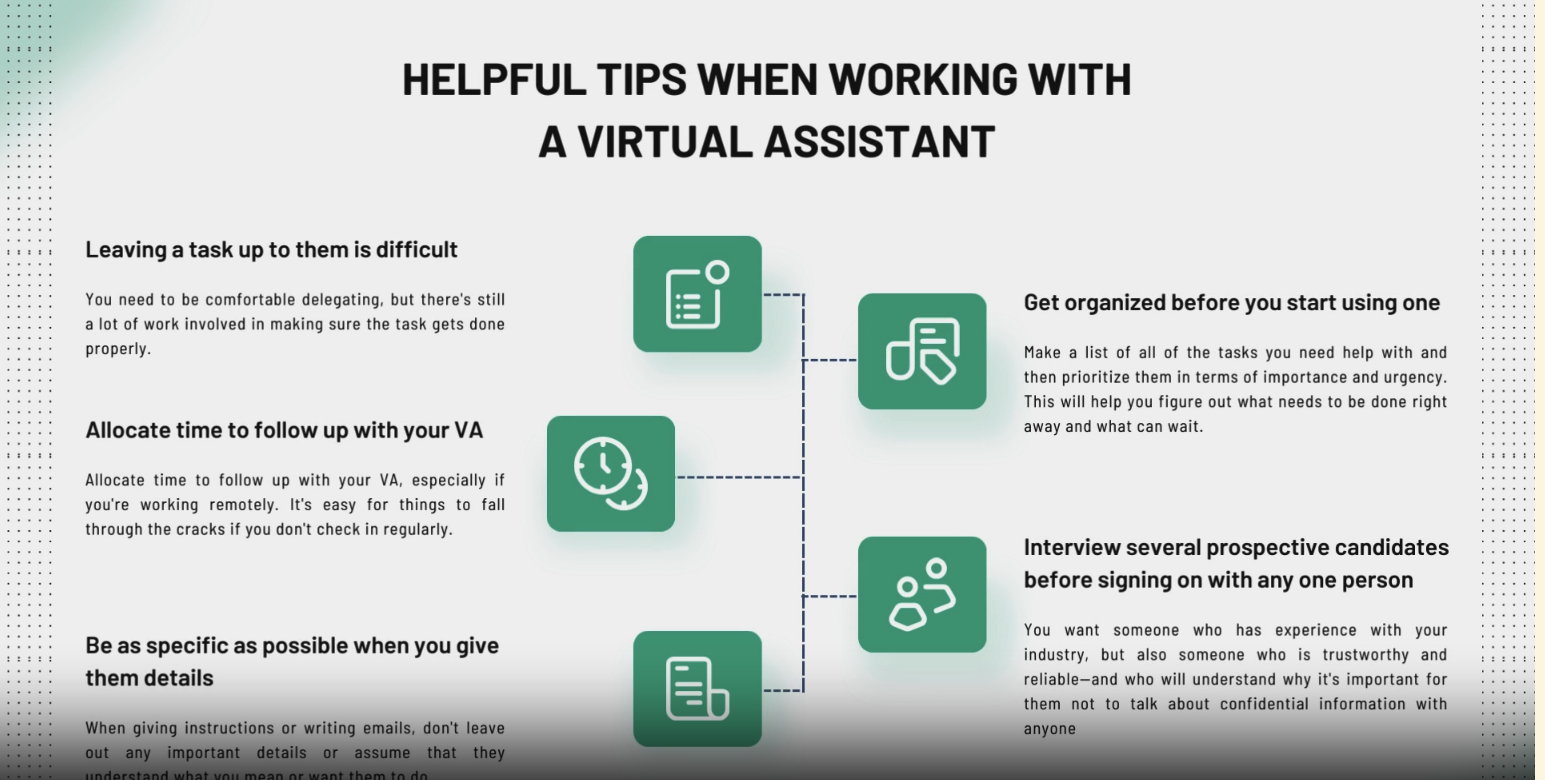 HELPFUL TIPS WHEN WORKING WITH
A VIRTUAL ASSISTANT
Leaving a task up to them is difficult
You need to be comfortable delegating, but there's still
a lot of work involved in making sure the task gets done
properly.
Get organized before you start using one
Make a list of all of the tasks you need help with and
then prioritize them in terms of importance and urgency.
This will help you figure out what needs to be done right
away and what can wait.
Allocate time to follow up with your VA
Allocate time to follow up with your VA, especially if
you're working remotely. It's easy for things to fall
through the cracks if you don't check in regularly.
Interview several prospective candidates
before signing on with any one person
You want someone who has experience with your
industry, but also someone who is trustworthy and
reliable—and who will understand why it's important for
them not to talk about confidential information with
anyone
Be as specific as possible when you give
them details
When giving instructions or writing emails, don't leave
out any important details or assume that they
understand what you mean or want them to do